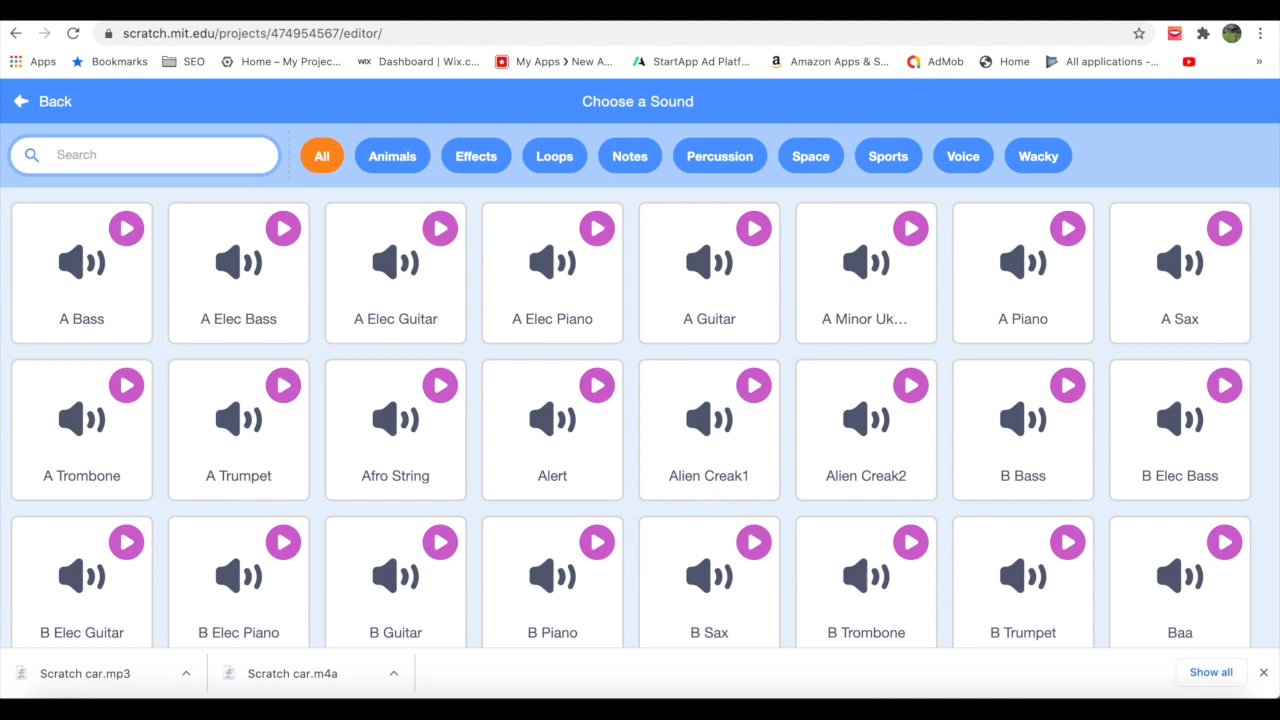 scratch.mit.edu/projects/474954567/editor/
Apps Bookmarks SEO Home – My Projec... WIX Dashboard | Wix.c... My Apps > New A... StartApp Ad Platf... a Amazon Apps & S... AdMob Home All applications -... »
Back Choose a Sound
Search All Animals Effects Loops Notes Percussion Space Sports Voice Wacky
A Bass A Elec Bass A Elec Guitar A Elec Piano A Guitar A Minor Uk... A Piano A Sax
A Trombone A Trumpet Afro String Alert Alien Creak1 Alien Creak2 B Bass B Elec Bass
B Elec Guitar B Elec Piano B Guitar B Piano B Sax B Trombone B Trumpet Baa
Scratch car.mp3 Scratch car.m4a Show all